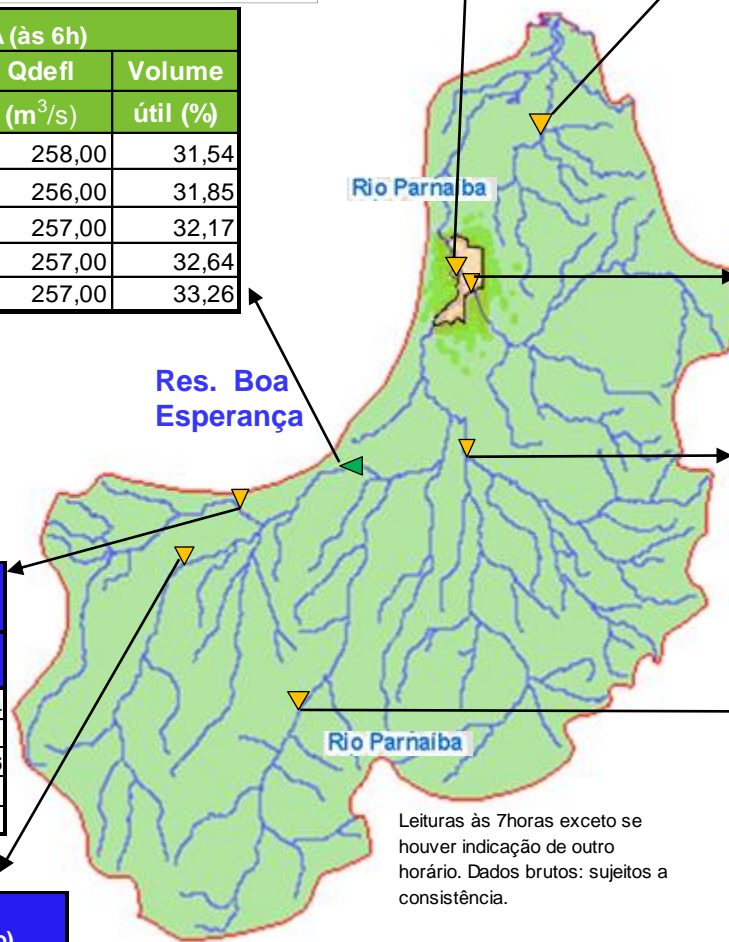 A (às 6h)
Qdefl Volume
(m³/s) útil (%)
258,00 31,54
256,00 31,85
257,00 32,17
257,00 32,64
257,00 33,26
Rio Parnaíba
Res. Boa
Esperança
Rio Parnaíba
Leituras às 7horas exceto se
houver indicação de outro
horário. Dados brutos: sujeitos a
consistência.